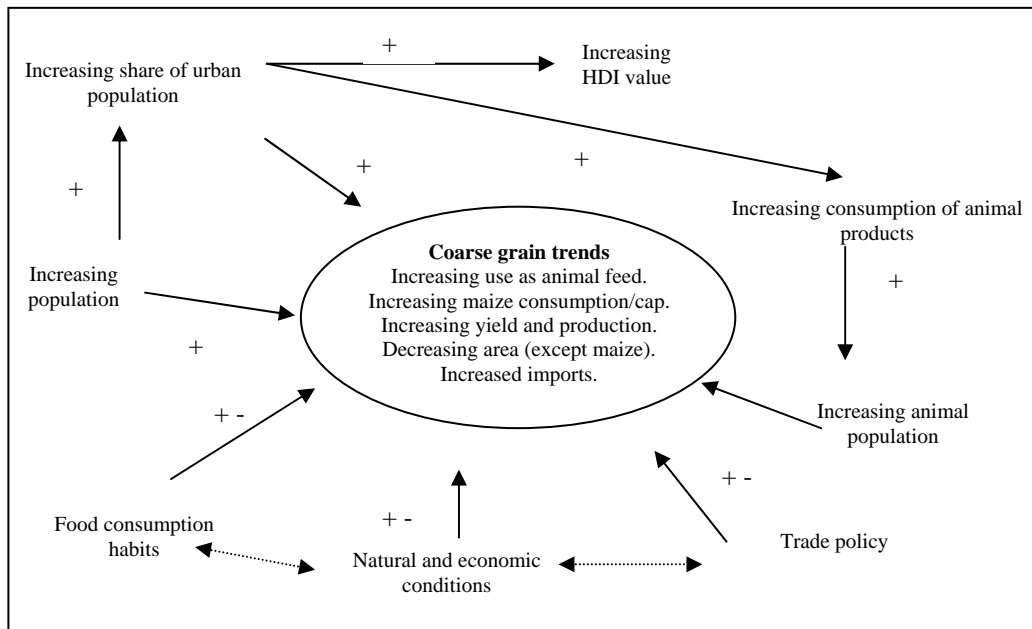 +
Increasing
HDI value
Increasing share of urban
population
+
+
+
Increasing consumption of animal
products
Increasing
population
+
Coarse grain trends
Increasing use as animal feed.
Increasing maize consumption/cap.
Increasing yield and production.
Decreasing area (except maize).
Increased imports.
+
+ -
Increasing animal
population
Food consumption
habits
+ -
Natural and economic
conditions
+ -
Trade policy